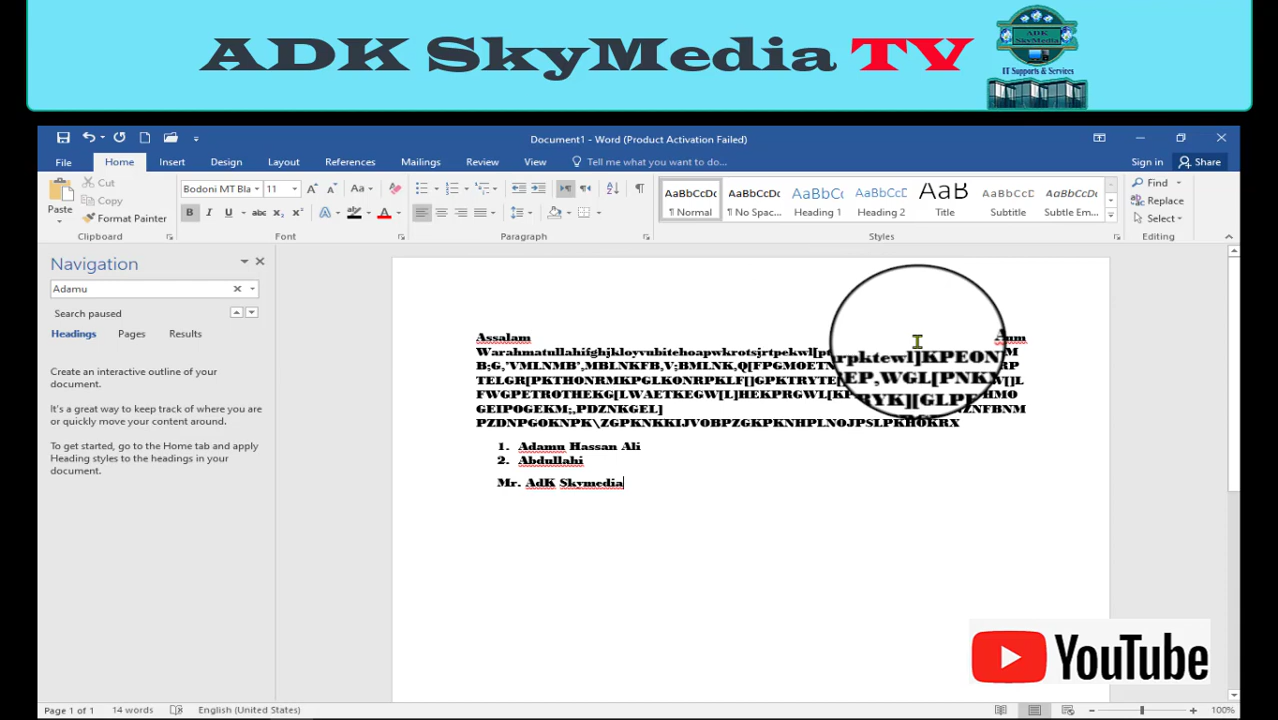 ADK SkyMedia TV
ADK
SkyMedia
IT Supports & Services
Document1 - Word (Product Activation Failed)
File Home Insert Design Layout References Mailings Review View Tell me what you want to do... Sign in Share
Paste Cut Copy Format Painter
Bodoni MT Bla 11
AaBbCcDc AaBbCcDc AaBbC AaBbCcD AaB AaBbCcD AaBbCcDc
¶ Normal ¶ No Spac... Heading 1 Heading 2 Title Subtitle Subtle Em...
Find Replace Select
Clipboard Font Paragraph Styles Editing
Navigation
Adamu
Search paused
Headings Pages Results
Create an interactive outline of your
document.
It's a great way to keep track of where you are
or quickly move your content around.
To get started, go to the Home tab and apply
Heading styles to the headings in your
document.
Assalam
1. Adamu Hassan Ali
2. Abdullahi
Mr. AdK Skymedia
YouTube
Page 1 of 1 14 words English (United States) 100%